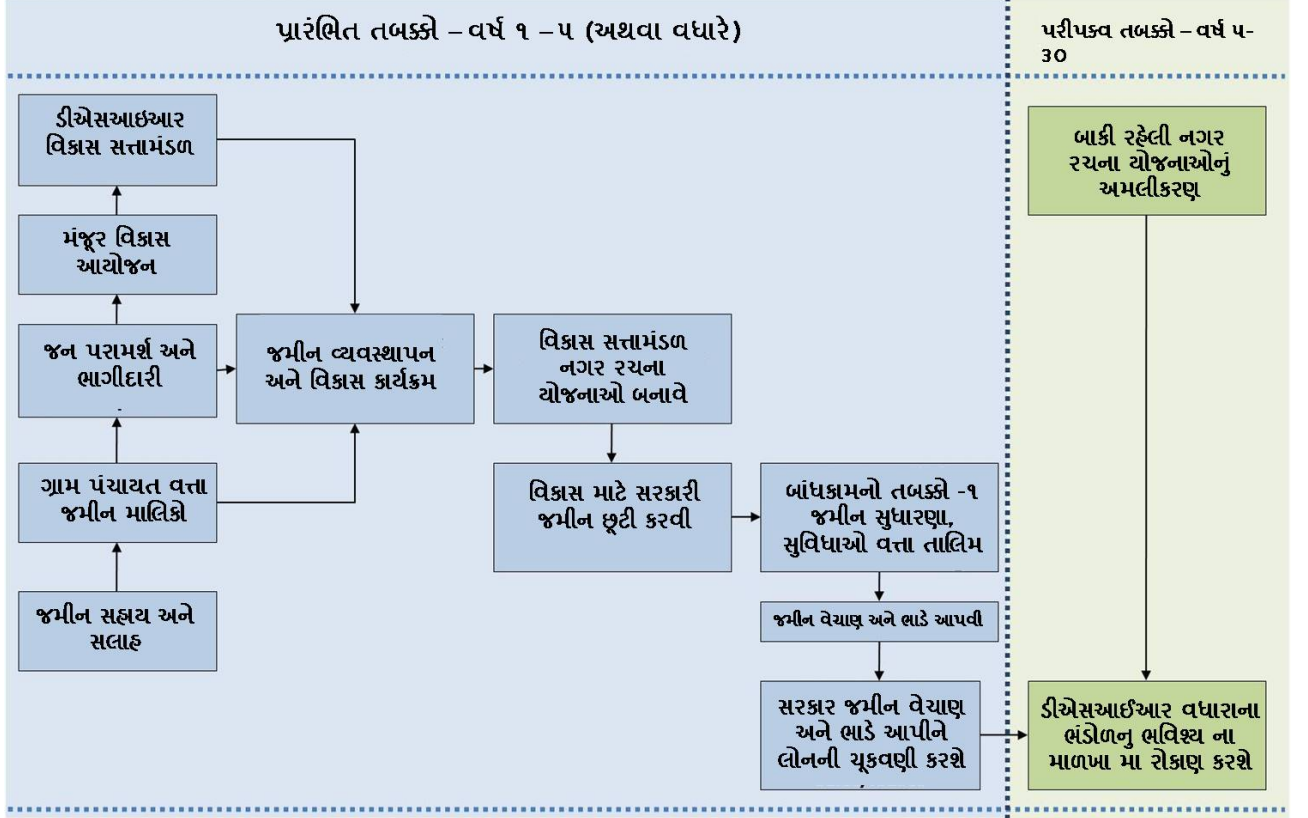 પ્રારંભિત તબક્કો – વર્ષ ૧ – ૫ (અથવા વધારે)
પરીપક્વ તબક્કો – વર્ષ ૫-
૩૦
ડીએસઆઇઆર
વિકાસ સત્તામંડળ
મંજૂર વિકાસ
આયોજન
જન પરામર્શ અને
ભાગીદારી
ગ્રામ પંચાયત વત્તા
જમીન માલિકો
જમીન સહાય અને
સલાહ
જમીન વ્યવસ્થાપન
અને વિકાસ કાર્યક્રમ
વિકાસ સત્તામંડળ
નગર રચના
યોજનાઓ બનાવે
વિકાસ માટે સરકારી
જમીન છૂટી કરવી
બાંધકામનો તબક્કો -૧
જમીન સુધારણા,
સુવિધાઓ વત્તા તાલિમ
જમીન વેચાણ અને ભાડે આપવી
સરકાર જમીન વેચાણ
અને ભાડે આપીને
લોનની ચૂકવણી કરશે
બાકી રહેલી નગર
રચના યોજનાઓનું
અમલીકરણ
ડીએસઆઈઆર વધારાના
ભંડોળનુ ભવિશ્ય ના
માળખા મા રોકાણ કરશે